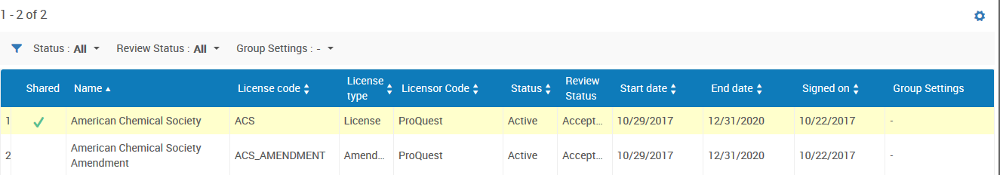 1 - 2 of 2
Status : All Review Status : All Group Settings : -
Shared Name License code License type Licensor Code Status Review Status Start date End date Signed on Group Settings
1 American Chemical Society ACS License ProQuest Active Accept... 10/29/2017 12/31/2020 10/22/2017 -
2 American Chemical Society Amendment ACS_AMENDMENT Amend... ProQuest Active Accept... 10/29/2017 12/31/2020 10/22/2017 -